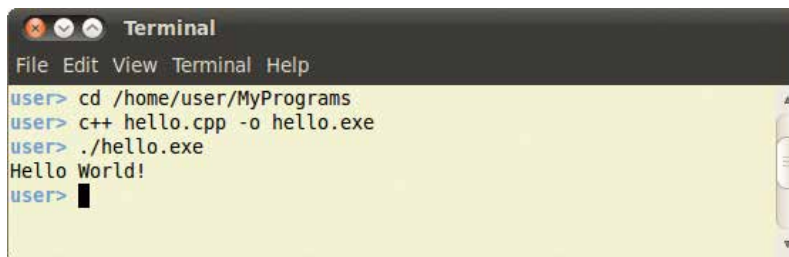 Terminal
File Edit View Terminal Help
user> cd /home/user/MyPrograms
user> c++ hello.cpp -o hello.exe
user> ./hello.exe
Hello World!
user>